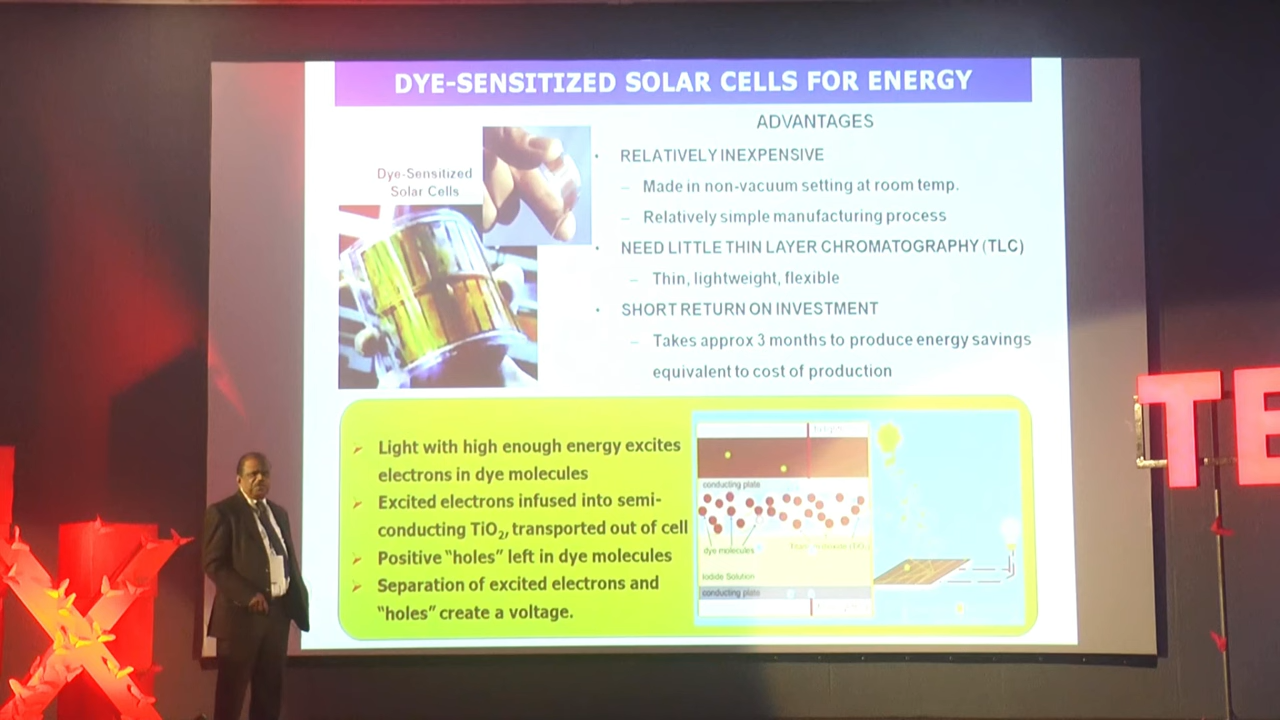 DYE-SENSITIZED SOLAR CELLS FOR ENERGY
ADVANTAGES
Dye-Sensitized
Solar Cells
• RELATIVELY INEXPENSIVE
– Made in non-vacuum setting at room temp.
– Relatively simple manufacturing process
• NEED LITTLE THIN LAYER CHROMATOGRAPHY (TLC)
– Thin, lightweight, flexible
• SHORT RETURN ON INVESTMENT
– Takes approx 3 months to produce energy savings
equivalent to cost of production
➢ Light with high enough energy excites
electrons in dye molecules
➢ Excited electrons infused into semi-
conducting TiO₂, transported out of cell
➢ Positive “holes” left in dye molecules
➢ Separation of excited electrons and
“holes” create a voltage.
conducting plate
dye molecules
Iodide Solution
conducting plate
TE
X